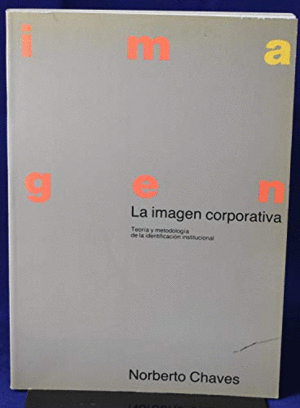 i m a
g e n
La imagen corporativa
Teoría y metodología
de la identificación institucional
Norberto Chaves